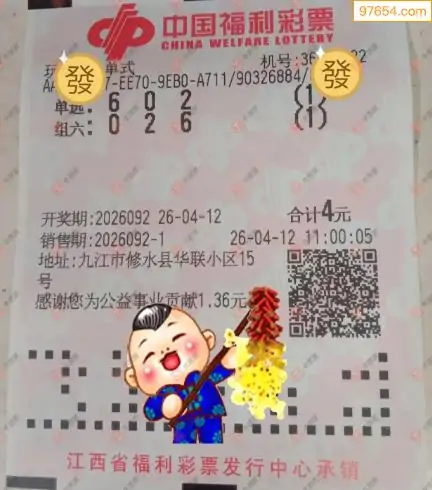 97654.com
中国福利彩票
CHINA WELFARE LOTTERY
單式 机号:36
發 發
-EE70-9EB0-A711/90326884/
单选: 6 0 2 (1)
组六: 0 2 6 (1)
开奖期:2026092 26-04-12 合计4元
销售期:2026092-1 26-04-12 11:00:05
地址:九江市修水县华联小区15
号
感谢您为公益事业贡献1.36元
江西省福利彩票发行中心承销